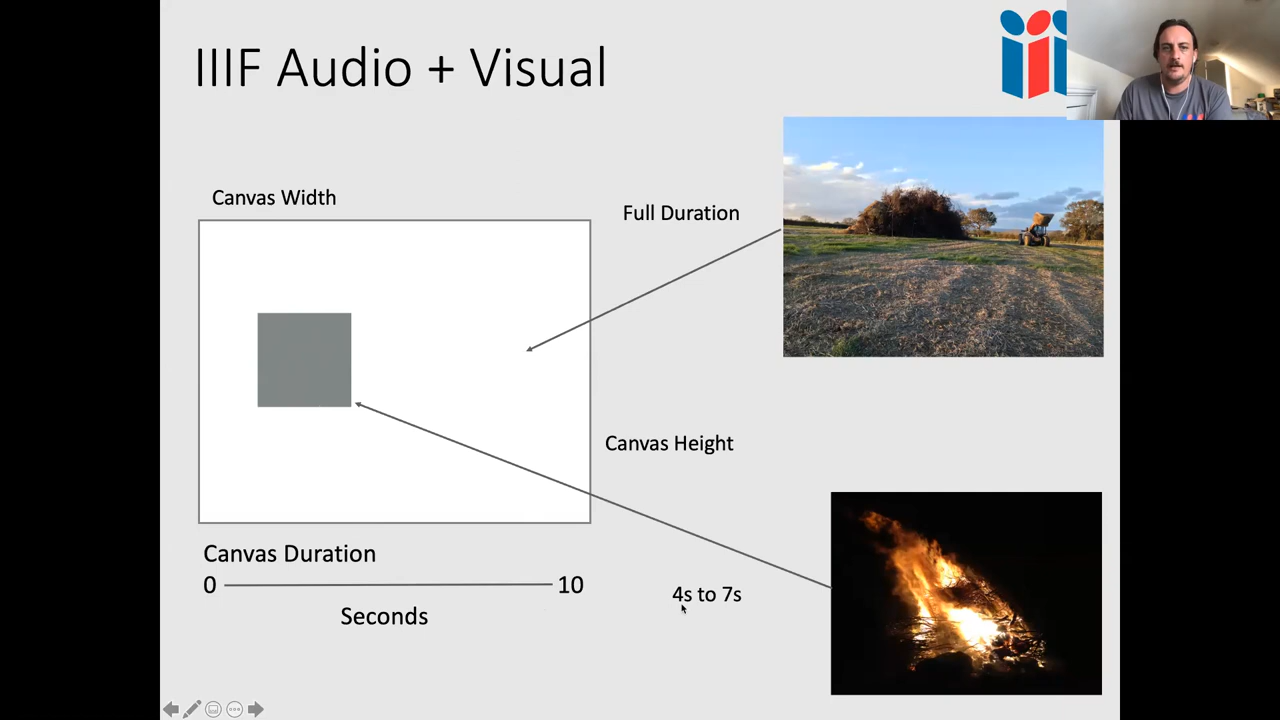 IIIF Audio + Visual
Canvas Width
Full Duration
Canvas Height
Canvas Duration
0
10
Seconds
4s to 7s